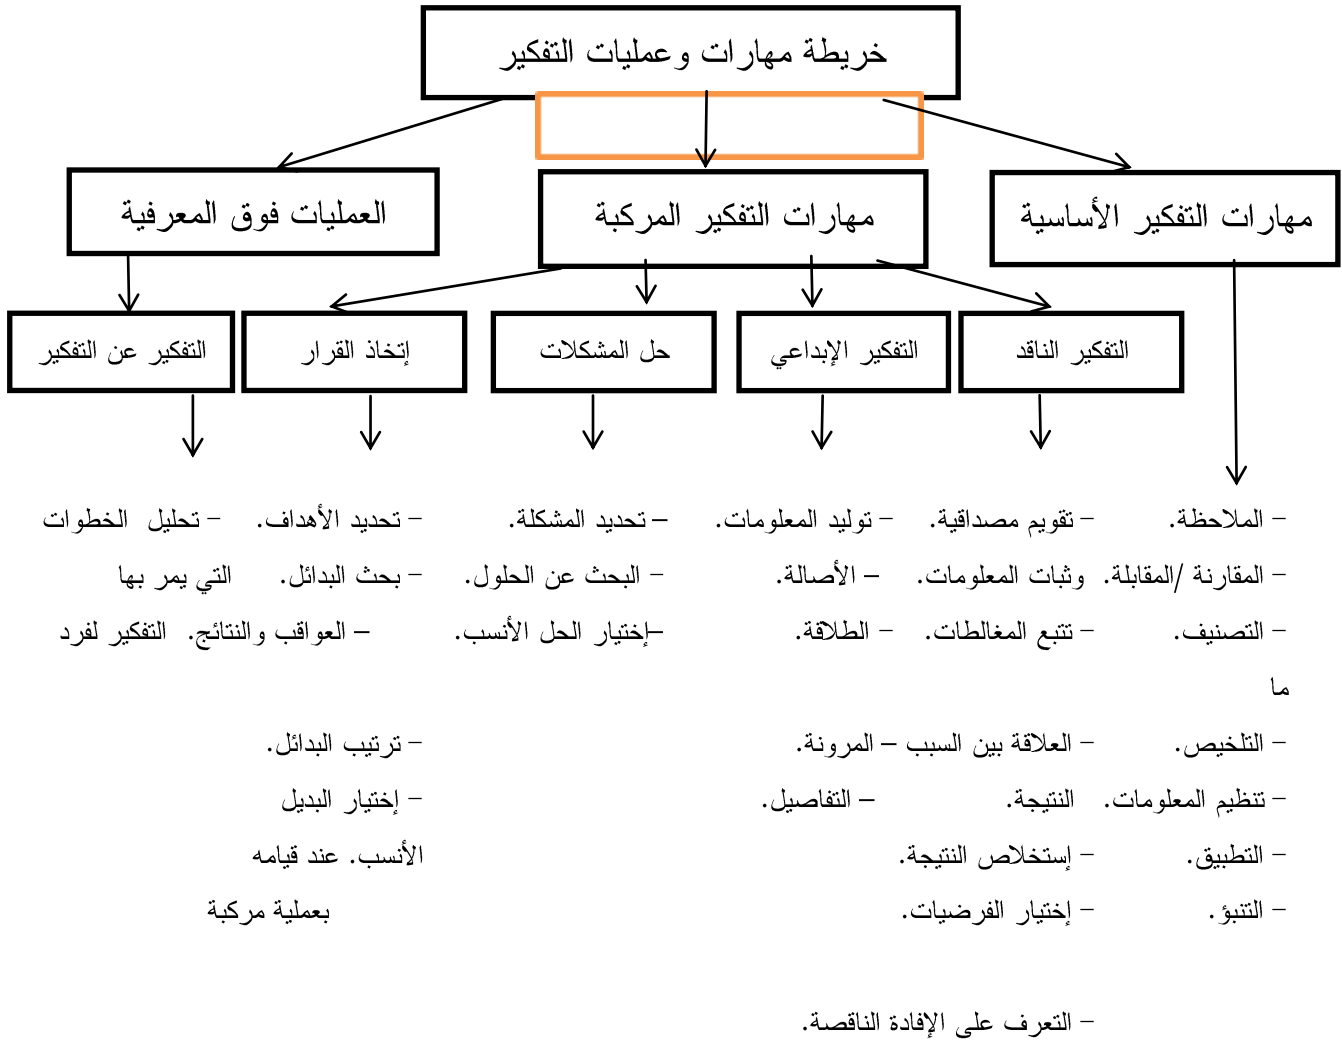 خريطة مهارات وعمليات التفكير
مهارات التفكير الأساسية
مهارات التفكير المركبة
العمليات فوق المعرفية
التفكير الناقد
التفكير الإبداعي
حل المشكلات
إتخاذ القرار
التفكير عن التفكير
- الملاحظة. - تقويم مصداقية. - توليد المعلومات. - تحديد المشكلة. - تحديد الأهداف. - تحليل الخطوات
- المقارنة /المقابلة. وثبات المعلومات. - الأصالة. - البحث عن الحلول. - بحث البدائل. التي يمر بها
- التصنيف. - تتبع المغالطات. - الطلاقة. -إختيار الحل الأنسب. - العواقب والنتائج. التفكير لفرد
ما
- التلخيص. - العلاقة بين السبب - المرونة. - ترتيب البدائل.
- تنظيم المعلومات. النتيجة. - التفاصيل. - إختيار البديل
- التطبيق. - إستخلاص النتيجة. الأنسب. عند قيامه
- التنبؤ. - إختيار الفرضيات. بعملية مركبة
- التعرف على الإفادة الناقصة.